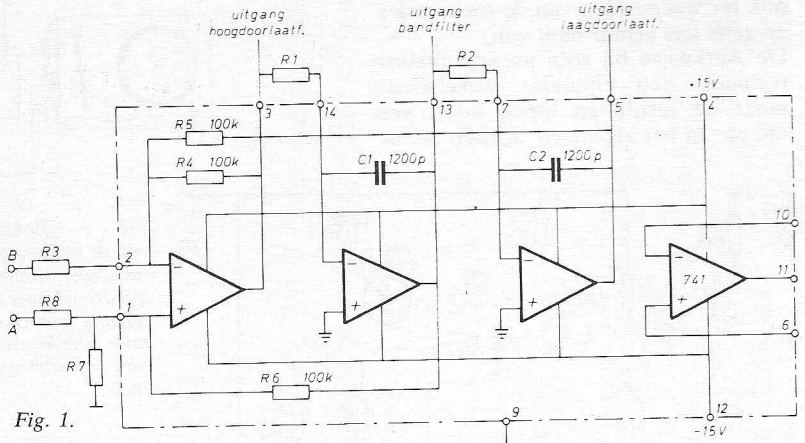 uitgang
hoogdoorlaatf.
uitgang
bandfilter
uitgang
laagdoorlaatf.
R1
R2
+15V
3
14
13
7
5
4
R5 100k
R4 100k
C1 1200p
C2 1200p
10
B
R3
2
−
−
−
−
741
11
A
R8
1
+
+
+
+
6
R7
R6 100k
Fig. 1.
9
12
-15V